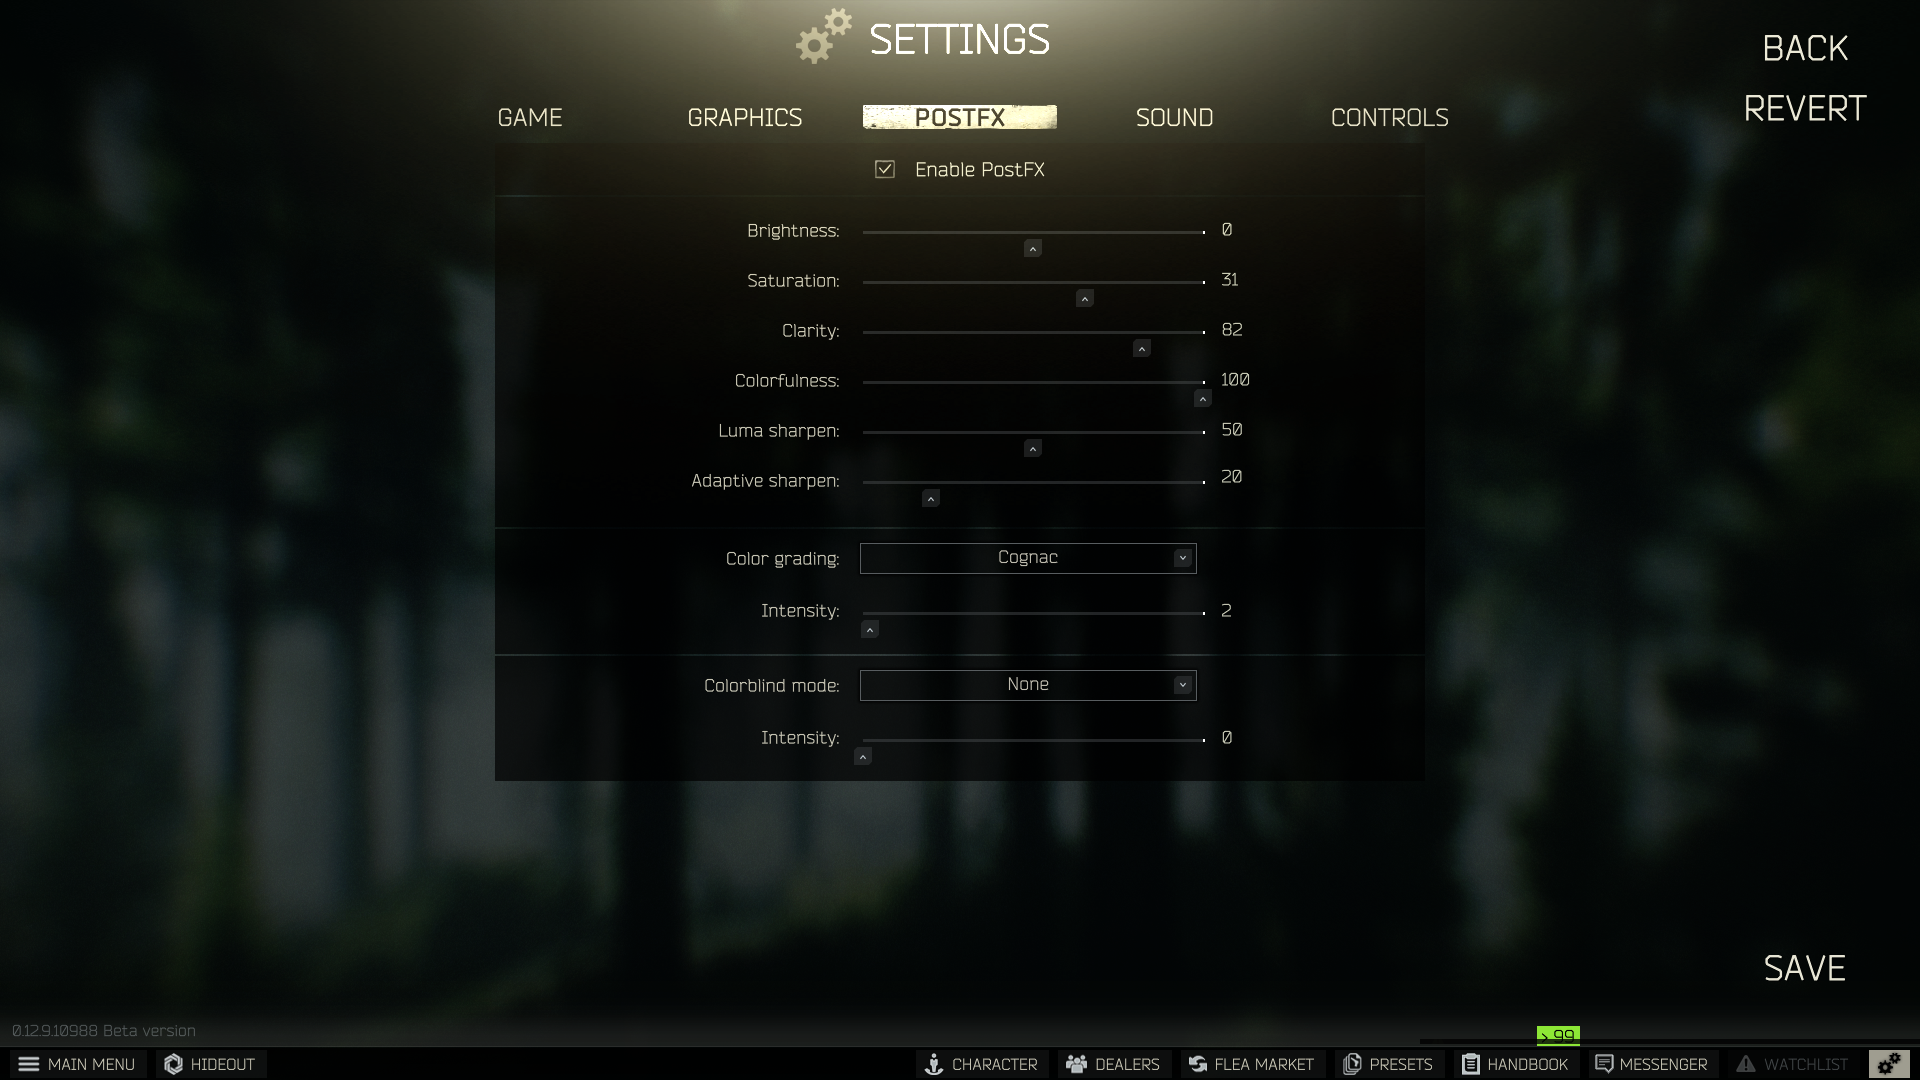 SETTINGS
BACK
REVERT
GAME GRAPHICS POSTFX SOUND CONTROLS
Enable PostFX
Brightness: 0
Saturation: 31
Clarity: 82
Colorfulness: 100
Luma sharpen: 50
Adaptive sharpen: 20
Color grading: Cognac
Intensity: 2
Colorblind mode: None
Intensity: 0
SAVE
0.12.9.10988 Beta version
> 99
MAIN MENU HIDEOUT CHARACTER DEALERS FLEA MARKET PRESETS HANDBOOK MESSENGER WATCHLIST